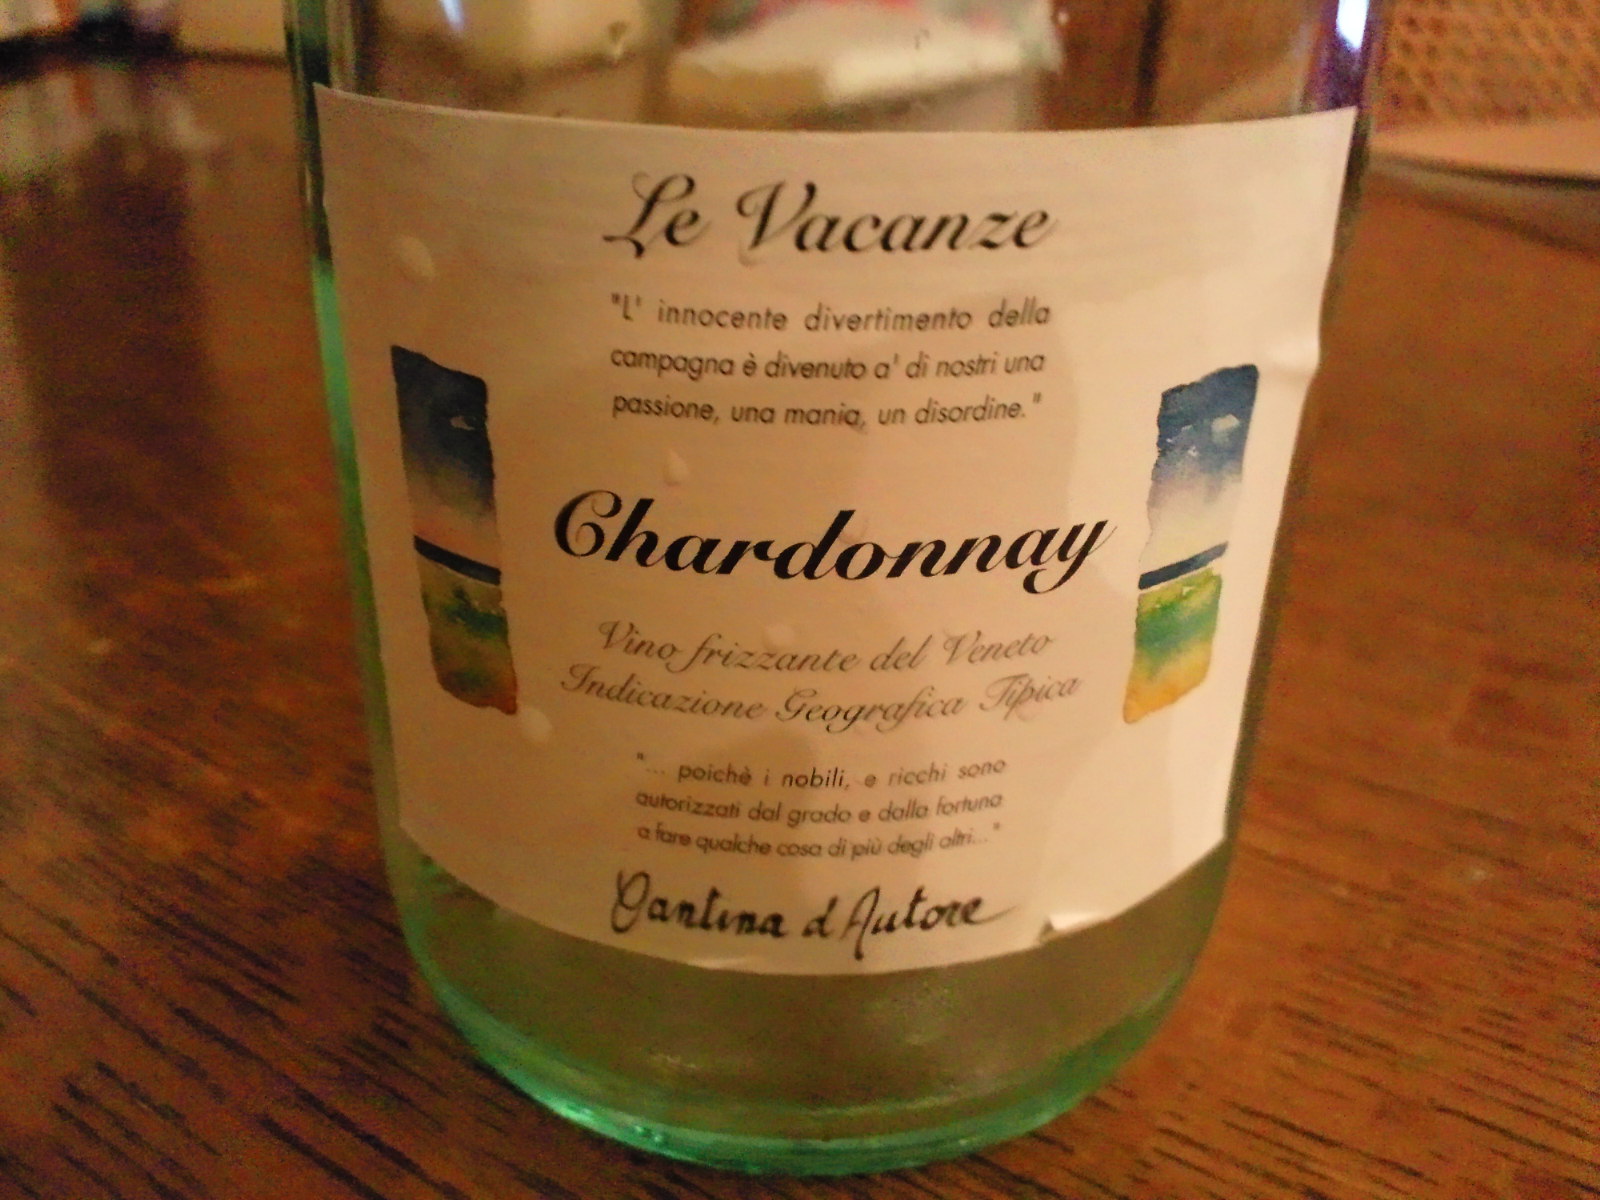 Le Vacanze
"L' innocente divertimento della
campagna è divenuto a' dì nostri una
passione, una mania, un disordine."
Chardonnay
Vino frizzante del Veneto
Indicazione Geografica Tipica
"... poichè i nobili, e ricchi sono
autorizzati dal grado e dalla fortuna
a fare qualche cosa di più degli altri..."
Cantina d'Autore